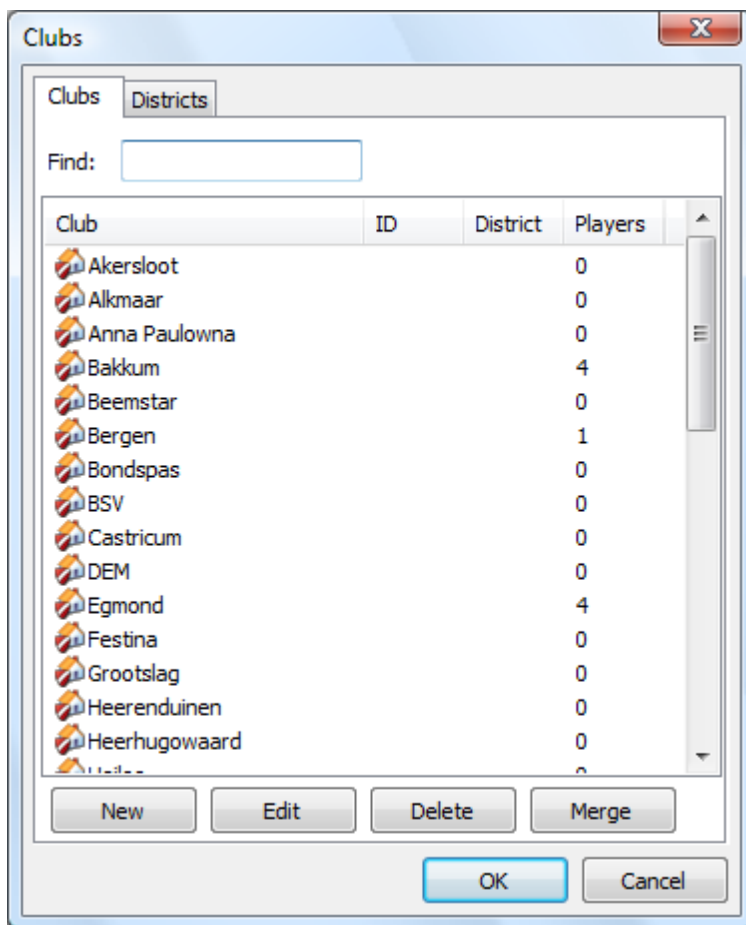 Clubs
Clubs Districts
Find:
Club ID District Players
Akersloot 0
Alkmaar 0
Anna Paulowna 0
Bakkum 4
Beemstar 0
Bergen 1
Bondspas 0
BSV 0
Castricum 0
DEM 0
Egmond 4
Festina 0
Grootslag 0
Heerenduinen 0
Heerhugowaard 0
New Edit Delete Merge
OK Cancel